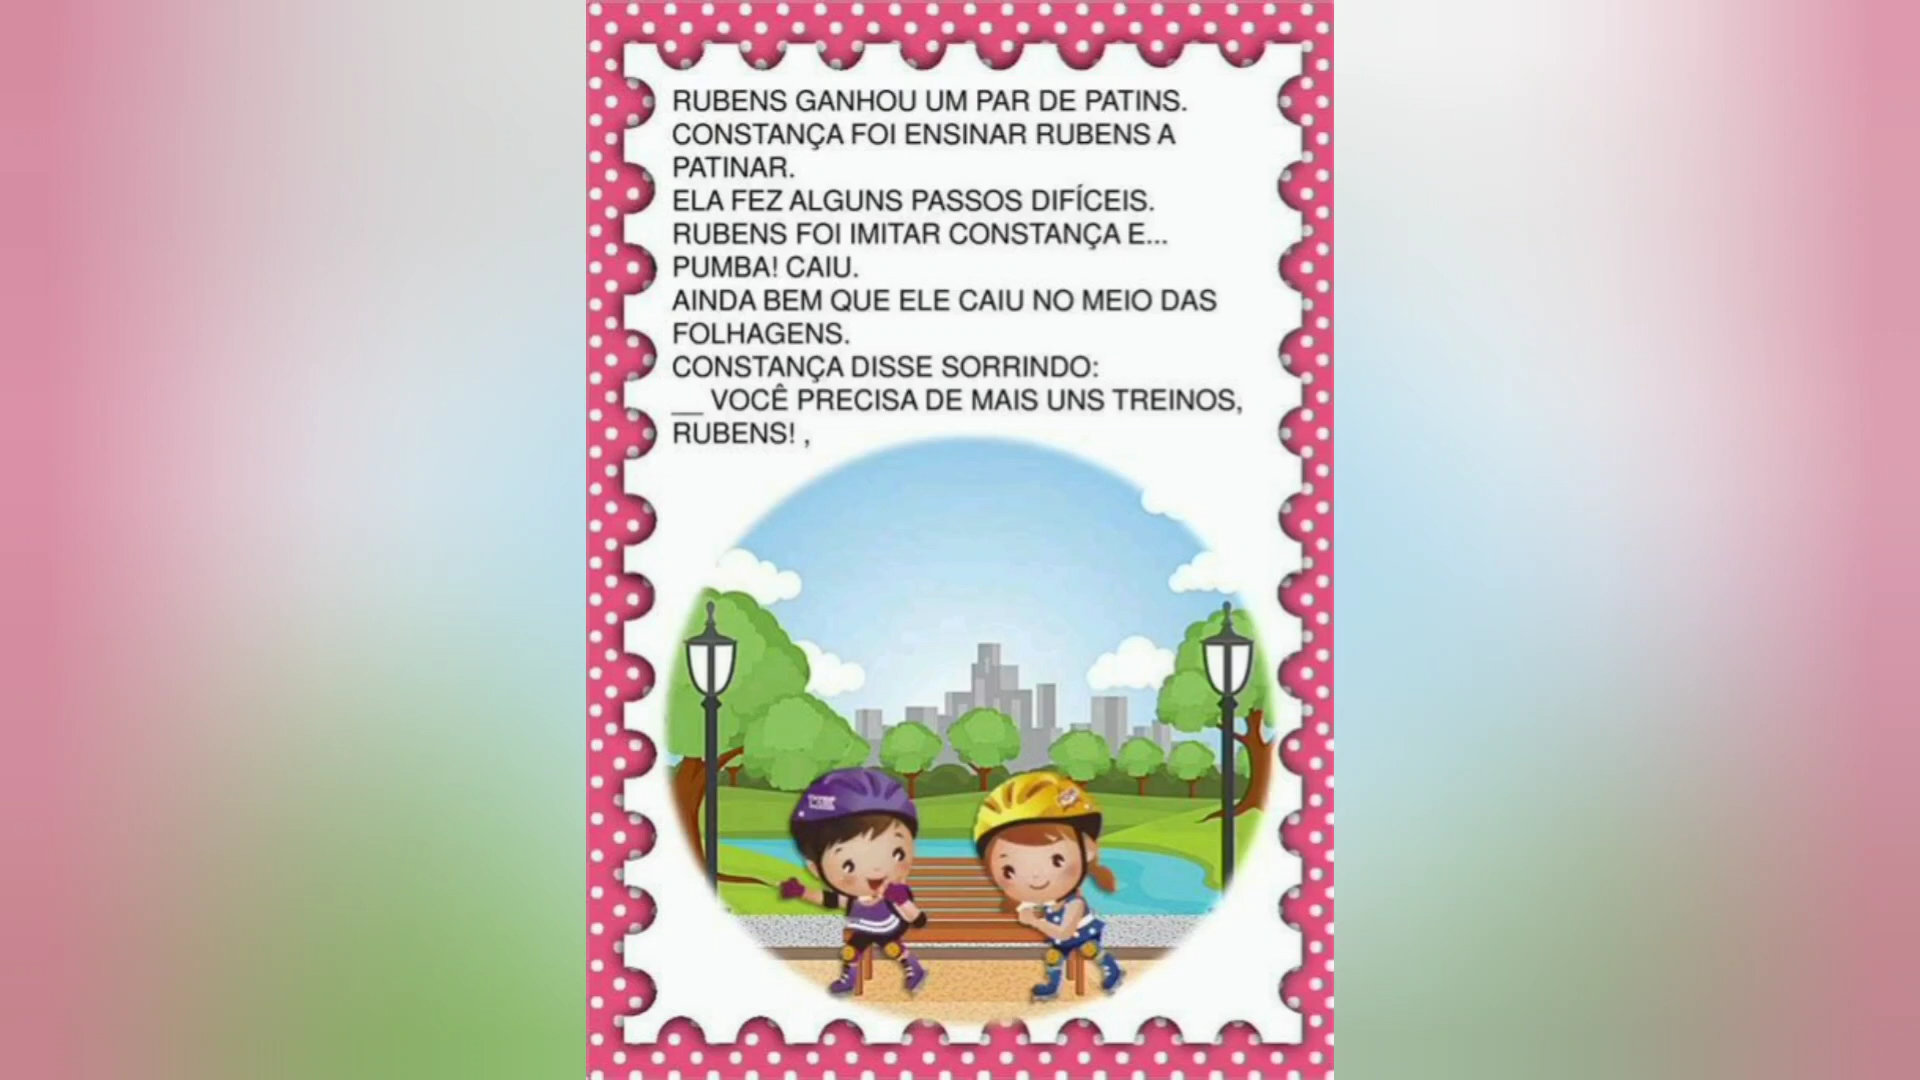 RUBENS GANHOU UM PAR DE PATINS.
CONSTANÇA FOI ENSINAR RUBENS A
PATINAR.
ELA FEZ ALGUNS PASSOS DIFÍCEIS.
RUBENS FOI IMITAR CONSTANÇA E...
PUMBA! CAIU.
AINDA BEM QUE ELE CAIU NO MEIO DAS
FOLHAGENS.
CONSTANÇA DISSE SORRINDO:
__ VOCÊ PRECISA DE MAIS UNS TREINOS,
RUBENS! ,